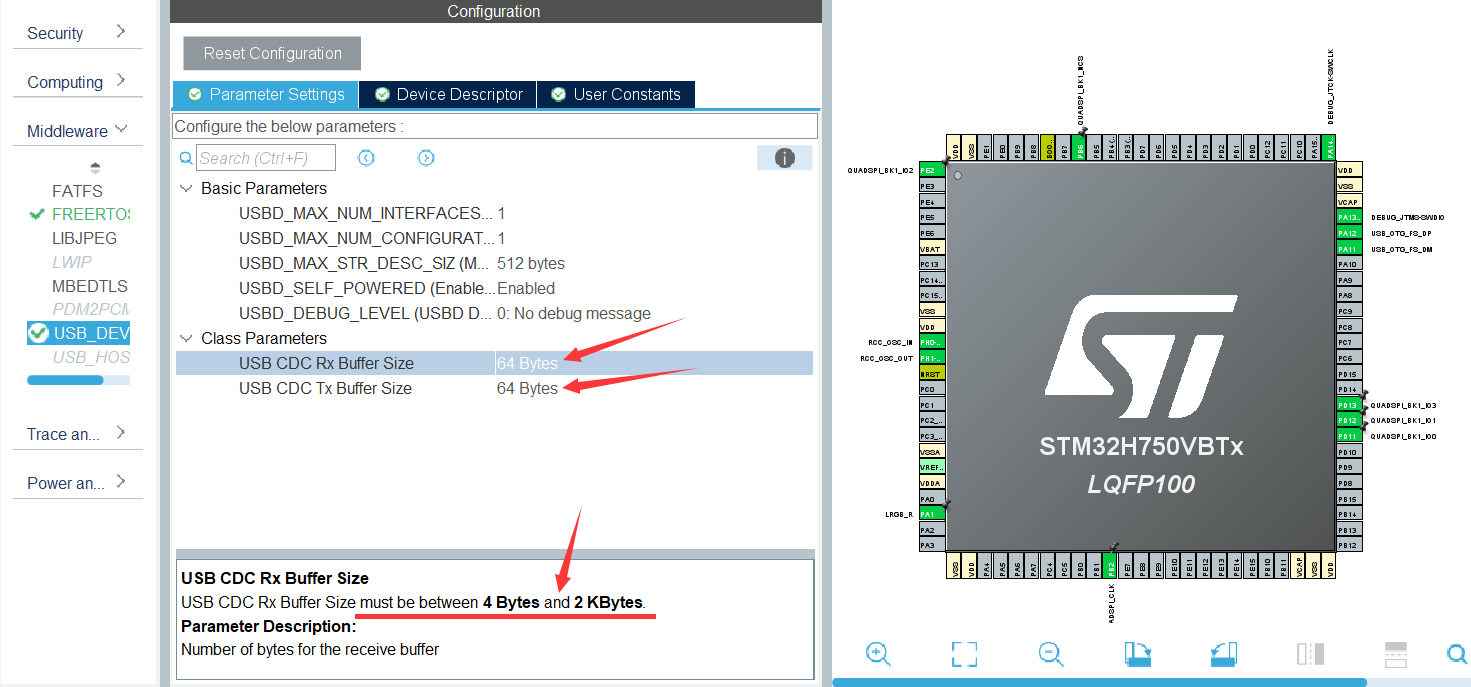 Security
Computing
Middleware
FATFS
FREERTOS
LIBJPEG
LWIP
MBEDTLS
PDM2PCM
USB_DEV
USB_HOS
Trace an...
Power an...
Configuration
Reset Configuration
Parameter Settings
Device Descriptor
User Constants
Configure the below parameters :
Search (Ctrl+F)
Basic Parameters
USBD_MAX_NUM_INTERFACES... 1
USBD_MAX_NUM_CONFIGURAT... 1
USBD_MAX_STR_DESC_SIZ (M... 512 bytes
USBD_SELF_POWERED (Enable... Enabled
USBD_DEBUG_LEVEL (USBD D... 0: No debug message
Class Parameters
USB CDC Rx Buffer Size 64 Bytes
USB CDC Tx Buffer Size 64 Bytes
USB CDC Rx Buffer Size
USB CDC Rx Buffer Size must be between 4 Bytes and 2 KBytes.
Parameter Description:
Number of bytes for the receive buffer
QUADSPI_BK1_NCS
DEBUG_JTCK-SWCLK
VDD VSS PE1 PE0 PB9 PB8 BOO.. PB7 PB6 PB5 PB4 (.. PB3 (.. PD7 PD6 PD5 PD4 PD3 PD2 PD1 PD0 PC12 PC11 PC10 PA15.. PA14..
QUADSPI_BK1_IO2 PE2
PE3
PE4
PE5
PE6
VBAT
PC13
PC14..
PC15..
VSS
VDD
RCC_OSC_IN PH0-..
RCC_OSC_OUT PH1-..
NRST
PC0
PC1
PC2_..
PC3_..
VSSA
VREF..
VDDA
PA0
LRGB_R PA1
PA2
PA3
ST
STM32H750VBTx
LQFP100
VDD
VSS
VCAP
PA13.. DEBUG_JTMS-SWDIO
PA12 USB_OTG_FS_DP
PA11 USB_OTG_FS_DM
PA10
PA9
PA8
PC9
PC8
PC7
PC6
PD15
PD14
PD13 QUADSPI_BK1_IO3
PD12 QUADSPI_BK1_IO1
PD11 QUADSPI_BK1_IO0
PD10
PD9
PD8
PB15
PB14
PB13
PB12
VSS VDD PA4 PA5 PA6 PA7 PC4 PC5 PB0 PB1 PB2 PE7 PE8 PE9 PE10 PE11 PE12 PE13 PE14 PE15 PB10 PB11 VCAP VSS VDD
ADSPI_CLK